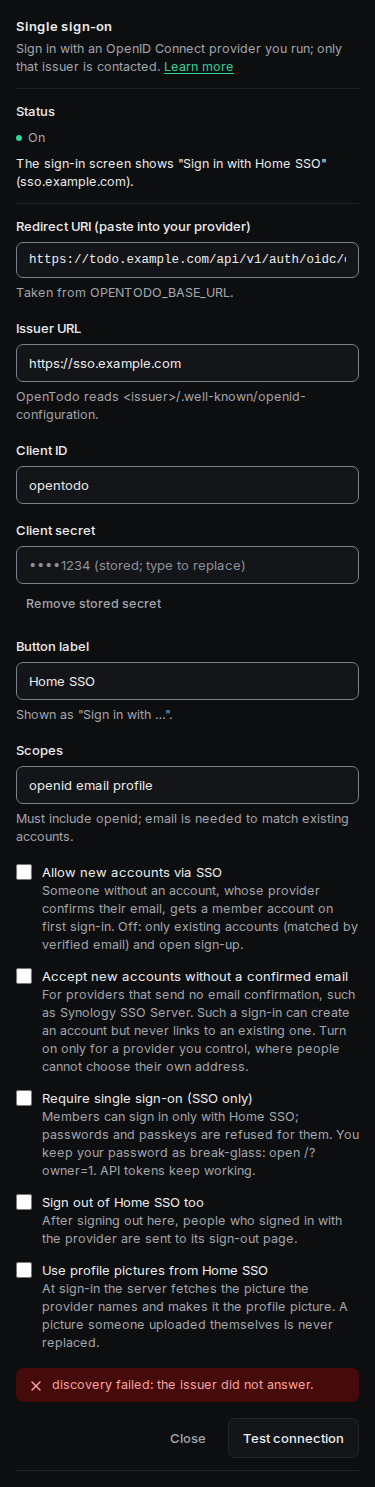 Single sign-on
Sign in with an OpenID Connect provider you run; only
that issuer is contacted. Learn more
Status
On
The sign-in screen shows "Sign in with Home SSO"
(sso.example.com).
Redirect URI (paste into your provider)
https://todo.example.com/api/v1/auth/oidc/
Taken from OPENTODO_BASE_URL.
Issuer URL
https://sso.example.com
OpenTodo reads <issuer>/.well-known/openid-
configuration.
Client ID
opentodo
Client secret
••••1234 (stored; type to replace)
Remove stored secret
Button label
Home SSO
Shown as "Sign in with ...".
Scopes
openid email profile
Must include openid; email is needed to match existing
accounts.
Allow new accounts via SSO
Someone without an account, whose provider
confirms their email, gets a member account on
first sign-in. Off: only existing accounts (matched by
verified email) and open sign-up.
Accept new accounts without a confirmed email
For providers that send no email confirmation, such
as Synology SSO Server. Such a sign-in can create
an account but never links to an existing one. Turn
on only for a provider you control, where people
cannot choose their own address.
Require single sign-on (SSO only)
Members can sign in only with Home SSO;
passwords and passkeys are refused for them. You
keep your password as break-glass: open /?
owner=1. API tokens keep working.
Sign out of Home SSO too
After signing out here, people who signed in with
the provider are sent to its sign-out page.
Use profile pictures from Home SSO
At sign-in the server fetches the picture the
provider names and makes it the profile picture. A
picture someone uploaded themselves is never
replaced.
discovery failed: the issuer did not answer.
Close
Test connection